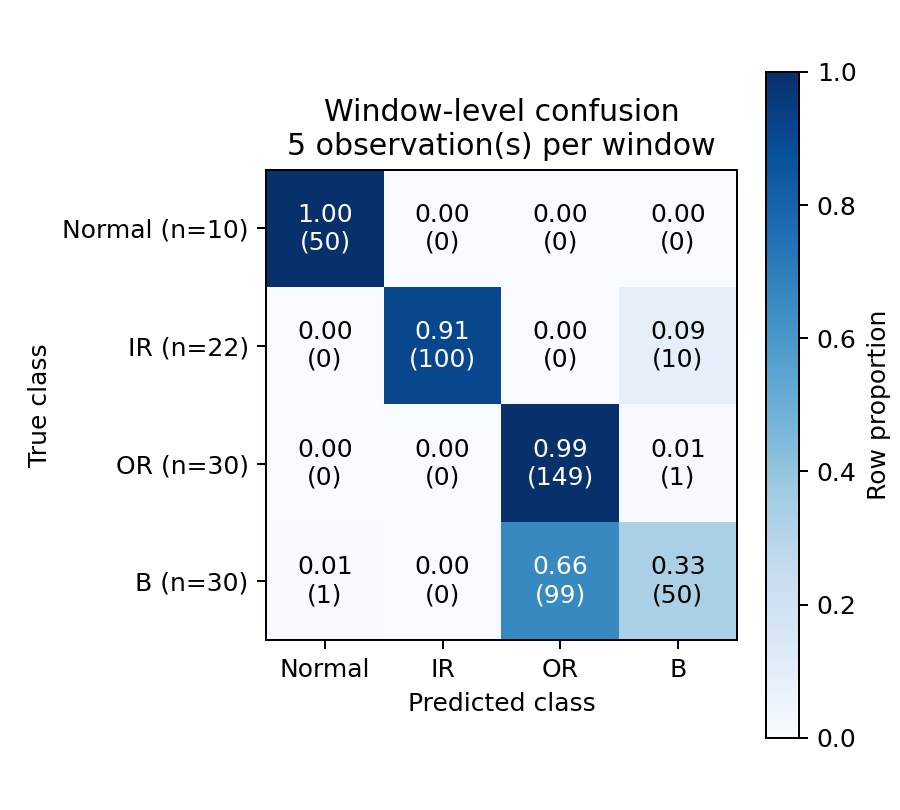 Window-level confusion
5 observation(s) per window
True class
Normal (n=10)
1.00 0.00 0.00 0.00
(50) (0) (0) (0)
IR (n=22)
0.00 0.91 0.00 0.09
(0) (100) (0) (10)
OR (n=30)
0.00 0.00 0.99 0.01
(0) (0) (149) (1)
B (n=30)
0.01 0.00 0.66 0.33
(1) (0) (99) (50)
Normal IR OR B
Predicted class
1.0
0.8
0.6
0.4
0.2
0.0
Row proportion